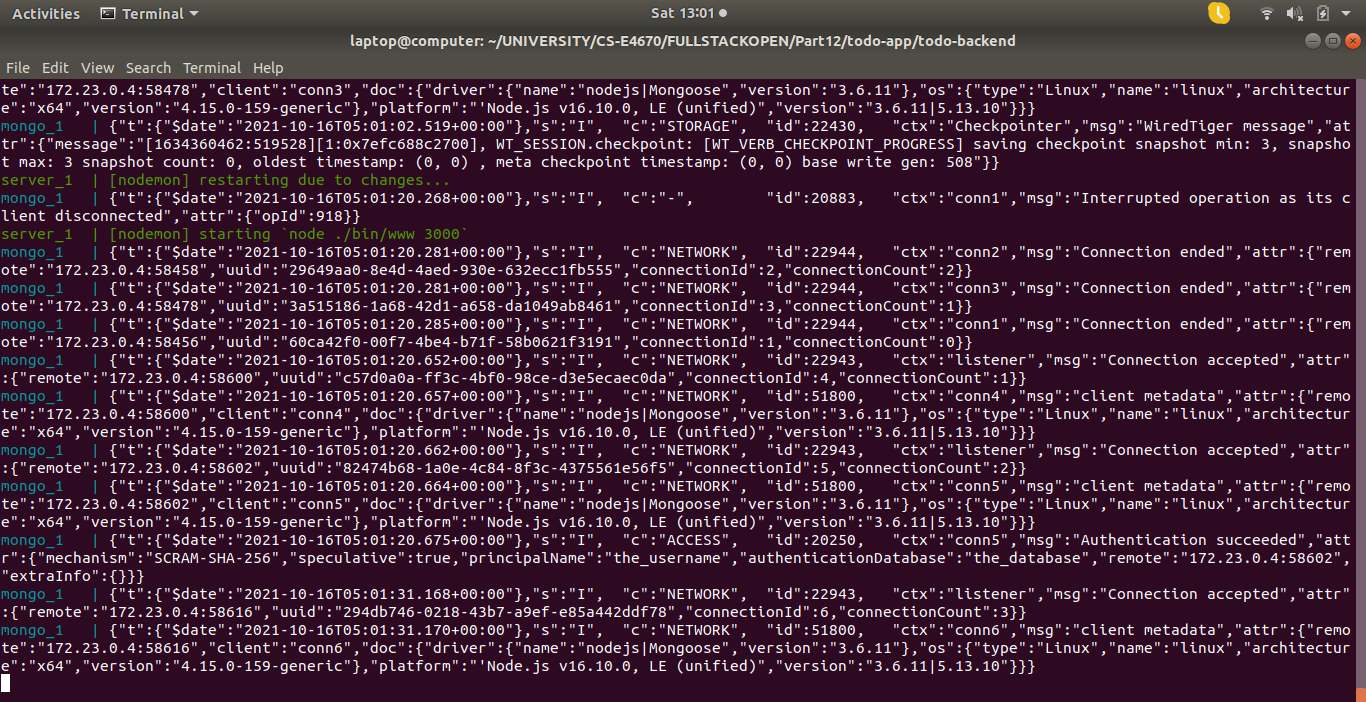 Activities Terminal Sat 13:01
laptop@computer: ~/UNIVERSITY/CS-E4670/FULLSTACKOPEN/Part12/todo-app/todo-backend
File Edit View Search Terminal Help
te":"172.23.0.4:58478","client":"conn3","doc":{"driver":{"name":"nodejs|Mongoose","version":"3.6.11"},"os":{"type":"Linux","name":"linux","architectur
e":"x64","version":"4.15.0-159-generic"},"platform":"'Node.js v16.10.0, LE (unified)","version":"3.6.11|5.13.10"}}}
mongo_1   | {"t":{"$date":"2021-10-16T05:01:02.519+00:00"},"s":"I",  "c":"STORAGE",  "id":22430,   "ctx":"Checkpointer","msg":"WiredTiger message","at
tr":{"message":"[1634360462:519528][1:0x7efc688c2700], WT_SESSION.checkpoint: [WT_VERB_CHECKPOINT_PROGRESS] saving checkpoint snapshot min: 3, snapsho
t max: 3 snapshot count: 0, oldest timestamp: (0, 0) , meta checkpoint timestamp: (0, 0) base write gen: 508"}}
server_1  | [nodemon] restarting due to changes...
mongo_1   | {"t":{"$date":"2021-10-16T05:01:20.268+00:00"},"s":"I",  "c":"-",        "id":20883,   "ctx":"conn1","msg":"Interrupted operation as its c
lient disconnected","attr":{"opId":918}}
server_1  | [nodemon] starting `node ./bin/www 3000`
mongo_1   | {"t":{"$date":"2021-10-16T05:01:20.281+00:00"},"s":"I",  "c":"NETWORK",  "id":22944,   "ctx":"conn2","msg":"Connection ended","attr":{"rem
ote":"172.23.0.4:58458","uuid":"29649aa0-8e4d-4aed-930e-632ecc1fb555","connectionId":2,"connectionCount":2}}
mongo_1   | {"t":{"$date":"2021-10-16T05:01:20.281+00:00"},"s":"I",  "c":"NETWORK",  "id":22944,   "ctx":"conn3","msg":"Connection ended","attr":{"rem
ote":"172.23.0.4:58478","uuid":"3a515186-1a68-42d1-a658-da1049ab8461","connectionId":3,"connectionCount":1}}
mongo_1   | {"t":{"$date":"2021-10-16T05:01:20.285+00:00"},"s":"I",  "c":"NETWORK",  "id":22944,   "ctx":"conn1","msg":"Connection ended","attr":{"rem
ote":"172.23.0.4:58456","uuid":"60ca42f0-00f7-4be4-b71f-58b0621f3191","connectionId":1,"connectionCount":0}}
mongo_1   | {"t":{"$date":"2021-10-16T05:01:20.652+00:00"},"s":"I",  "c":"NETWORK",  "id":22943,   "ctx":"listener","msg":"Connection accepted","attr"
:{"remote":"172.23.0.4:58600","uuid":"c57d0a0a-ff3c-4bf0-98ce-d3e5ecaec0da","connectionId":4,"connectionCount":1}}
mongo_1   | {"t":{"$date":"2021-10-16T05:01:20.657+00:00"},"s":"I",  "c":"NETWORK",  "id":51800,   "ctx":"conn4","msg":"client metadata","attr":{"remo
te":"172.23.0.4:58600","client":"conn4","doc":{"driver":{"name":"nodejs|Mongoose","version":"3.6.11"},"os":{"type":"Linux","name":"linux","architectur
e":"x64","version":"4.15.0-159-generic"},"platform":"'Node.js v16.10.0, LE (unified)","version":"3.6.11|5.13.10"}}}
mongo_1   | {"t":{"$date":"2021-10-16T05:01:20.662+00:00"},"s":"I",  "c":"NETWORK",  "id":22943,   "ctx":"listener","msg":"Connection accepted","attr"
:{"remote":"172.23.0.4:58602","uuid":"82474b68-1a0e-4c84-8f3c-4375561e56f5","connectionId":5,"connectionCount":2}}
mongo_1   | {"t":{"$date":"2021-10-16T05:01:20.664+00:00"},"s":"I",  "c":"NETWORK",  "id":51800,   "ctx":"conn5","msg":"client metadata","attr":{"remo
te":"172.23.0.4:58602","client":"conn5","doc":{"driver":{"name":"nodejs|Mongoose","version":"3.6.11"},"os":{"type":"Linux","name":"linux","architectur
e":"x64","version":"4.15.0-159-generic"},"platform":"'Node.js v16.10.0, LE (unified)","version":"3.6.11|5.13.10"}}}
mongo_1   | {"t":{"$date":"2021-10-16T05:01:20.675+00:00"},"s":"I",  "c":"ACCESS",   "id":20250,   "ctx":"conn5","msg":"Authentication succeeded","att
r":{"mechanism":"SCRAM-SHA-256","speculative":true,"principalName":"the_username","authenticationDatabase":"the_database","remote":"172.23.0.4:58602",
"extraInfo":{}}}
mongo_1   | {"t":{"$date":"2021-10-16T05:01:31.168+00:00"},"s":"I",  "c":"NETWORK",  "id":22943,   "ctx":"listener","msg":"Connection accepted","attr"
:{"remote":"172.23.0.4:58616","uuid":"294db746-0218-43b7-a9ef-e85a442ddf78","connectionId":6,"connectionCount":3}}
mongo_1   | {"t":{"$date":"2021-10-16T05:01:31.170+00:00"},"s":"I",  "c":"NETWORK",  "id":51800,   "ctx":"conn6","msg":"client metadata","attr":{"remo
te":"172.23.0.4:58616","client":"conn6","doc":{"driver":{"name":"nodejs|Mongoose","version":"3.6.11"},"os":{"type":"Linux","name":"linux","architectur
e":"x64","version":"4.15.0-159-generic"},"platform":"'Node.js v16.10.0, LE (unified)","version":"3.6.11|5.13.10"}}}